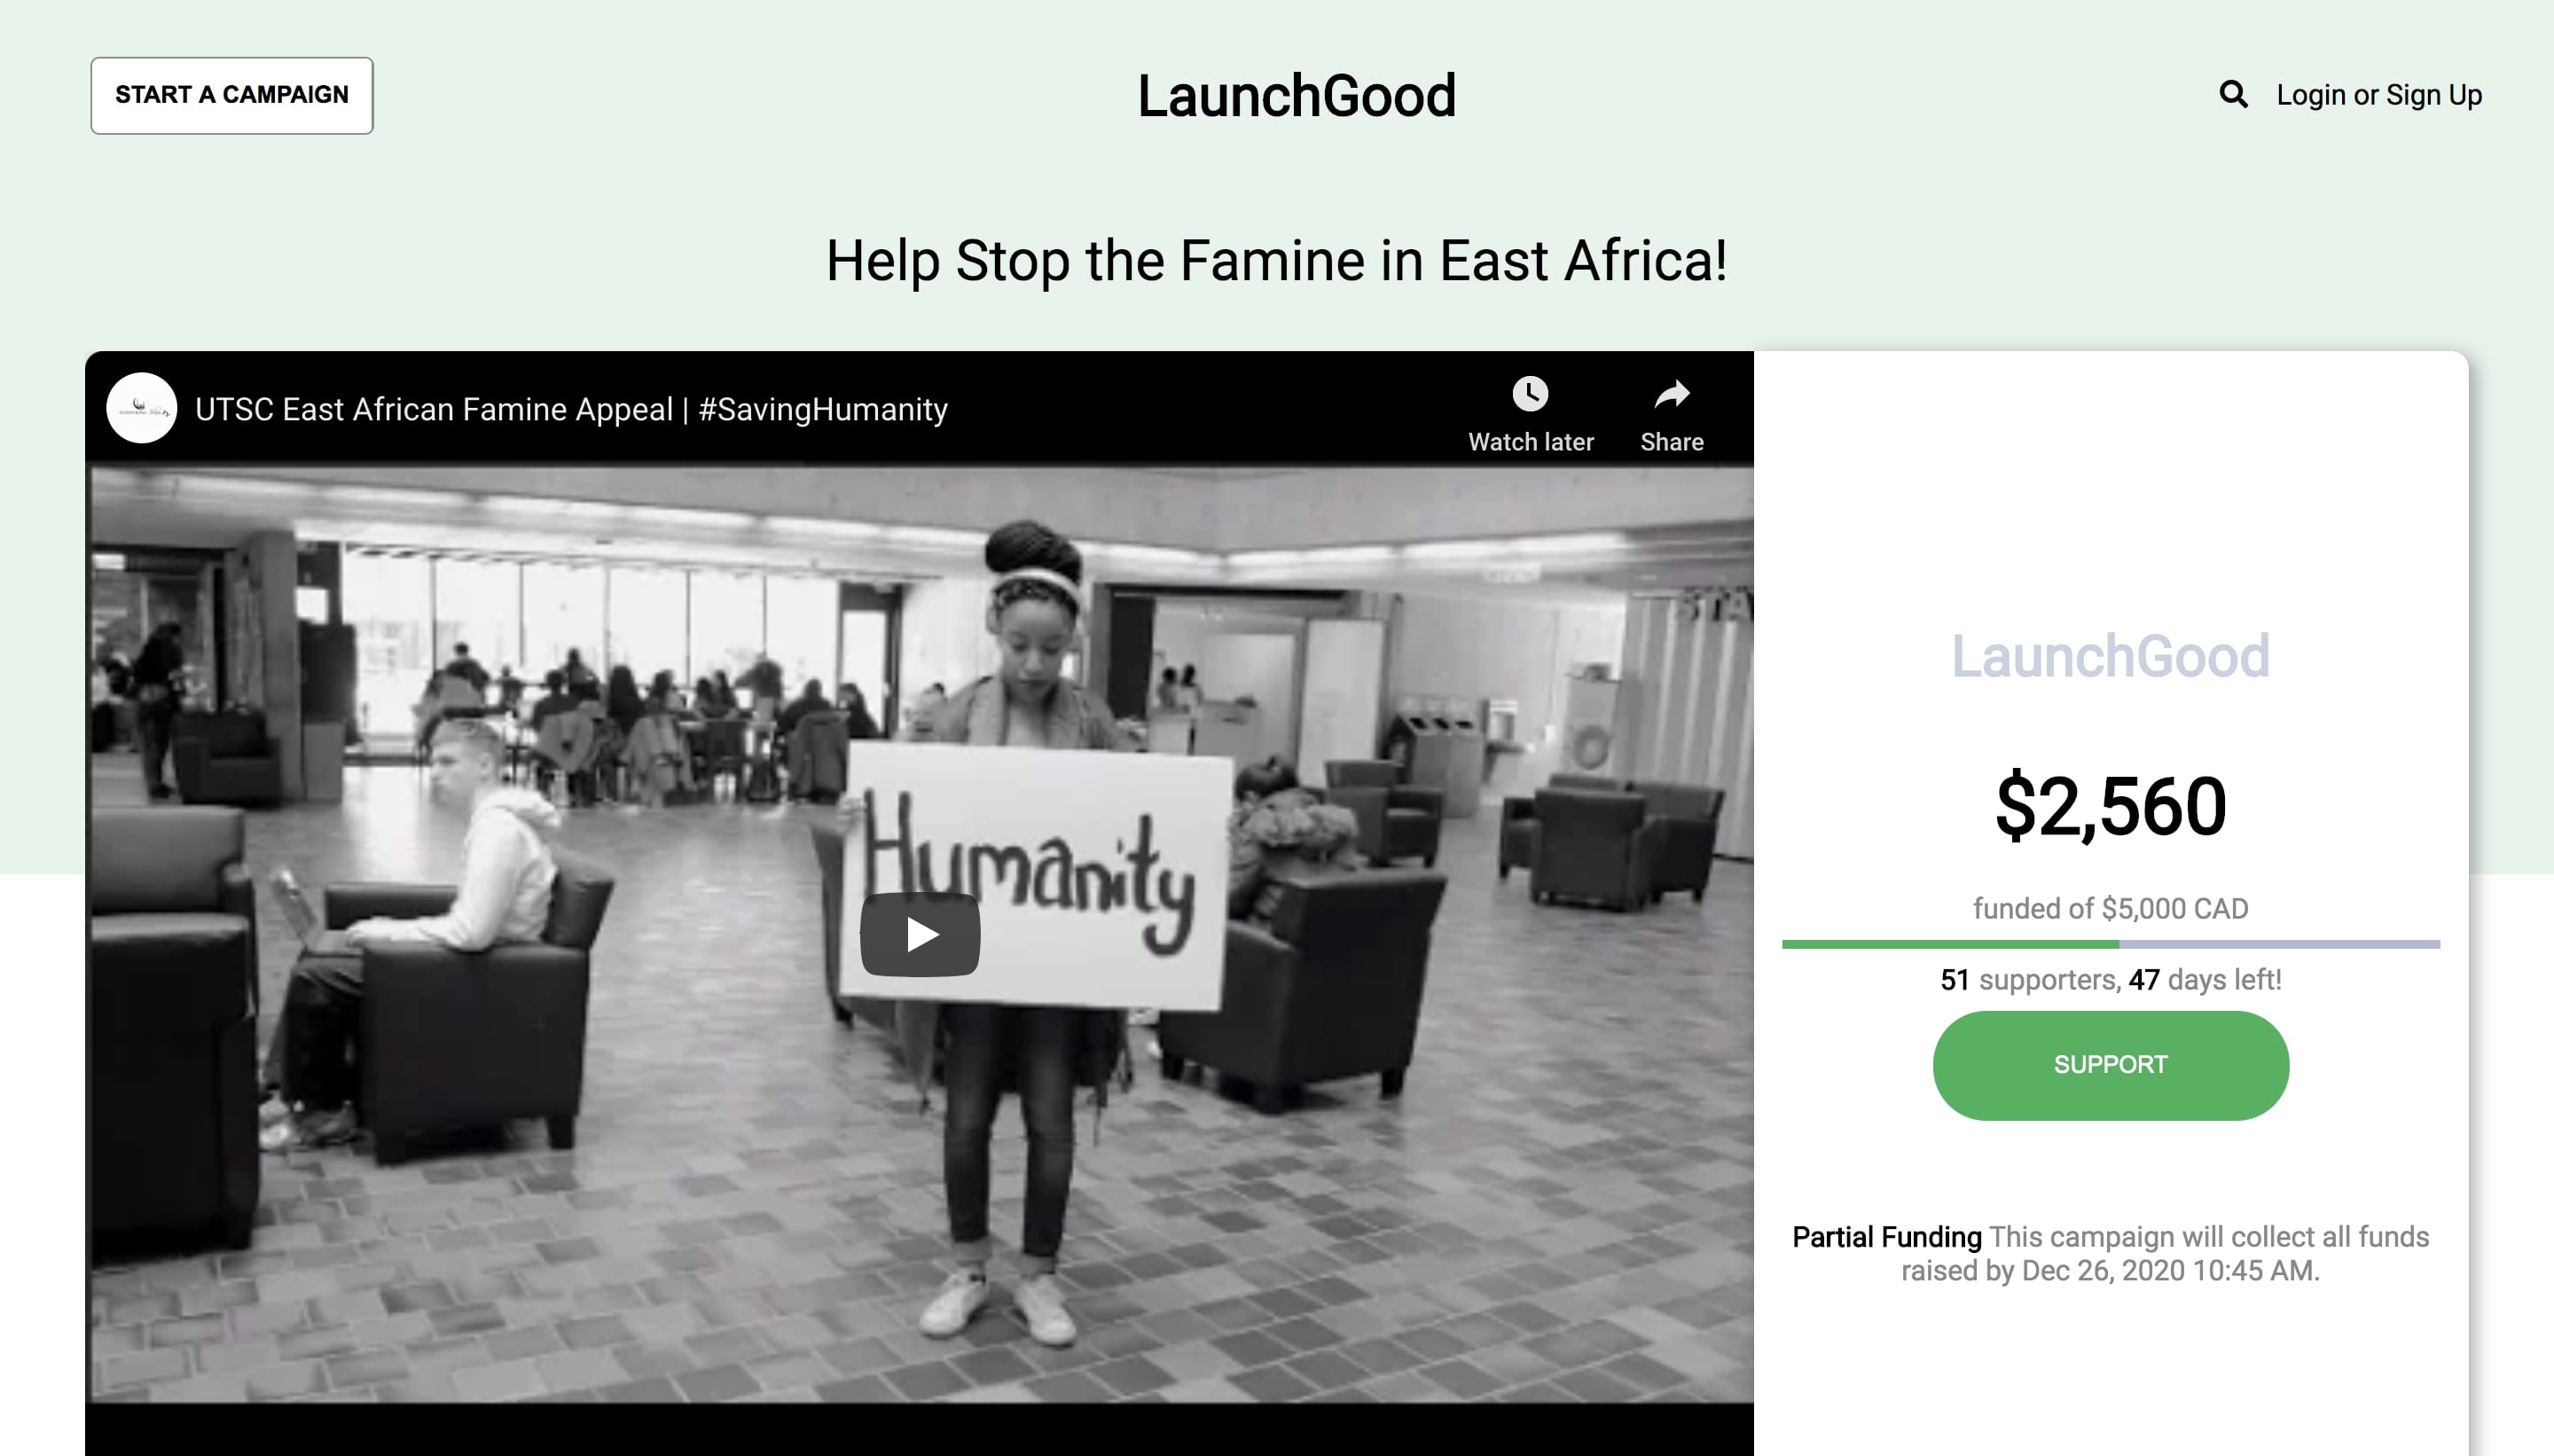 START A CAMPAIGN
LaunchGood
Login or Sign Up
Help Stop the Famine in East Africa!
UTSC East African Famine Appeal | #SavingHumanity
Watch later
Share
STA
Humanity
LaunchGood
$2,560
funded of $5,000 CAD
51 supporters, 47 days left!
SUPPORT
Partial Funding This campaign will collect all funds
raised by Dec 26, 2020 10:45 AM.